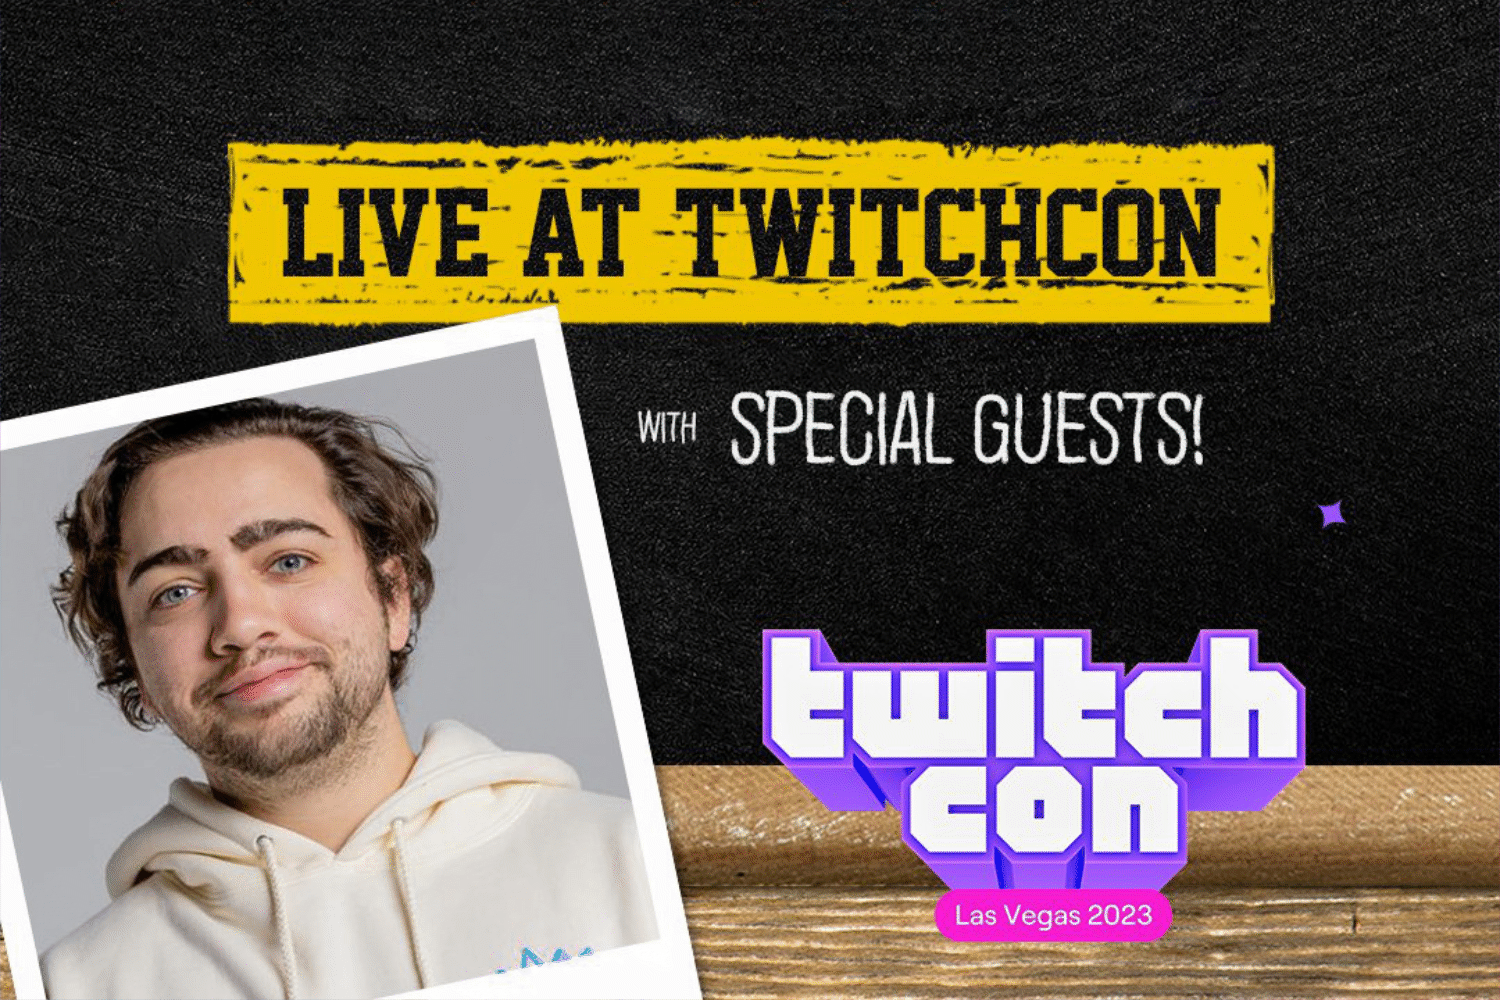 LIVE AT TWITCHCON
WITH SPECIAL GUESTS!
twitch
con
Las Vegas 2023